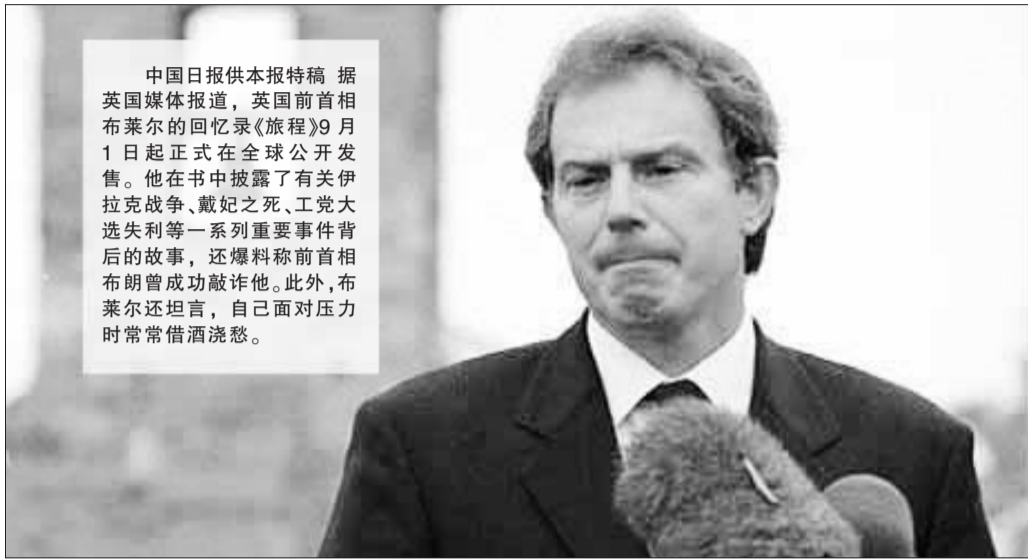 中国日报供本报特稿 据
英国媒体报道，英国前首相
布莱尔的回忆录《旅程》9月
1日起正式在全球公开发
售。他在书中披露了有关伊
拉克战争、戴妃之死、工党大
选失利等一系列重要事件背
后的故事，还爆料称前首相
布朗曾成功敲诈他。此外，布
莱尔还坦言，自己面对压力
时常常借酒浇愁。